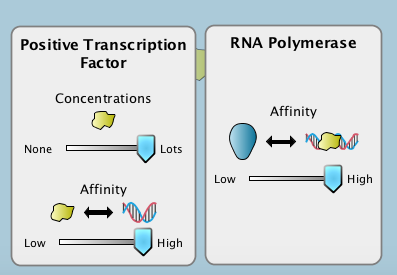 Positive Transcription
Factor
Concentrations
None Lots
Affinity
Low High
RNA Polymerase
Affinity
Low High